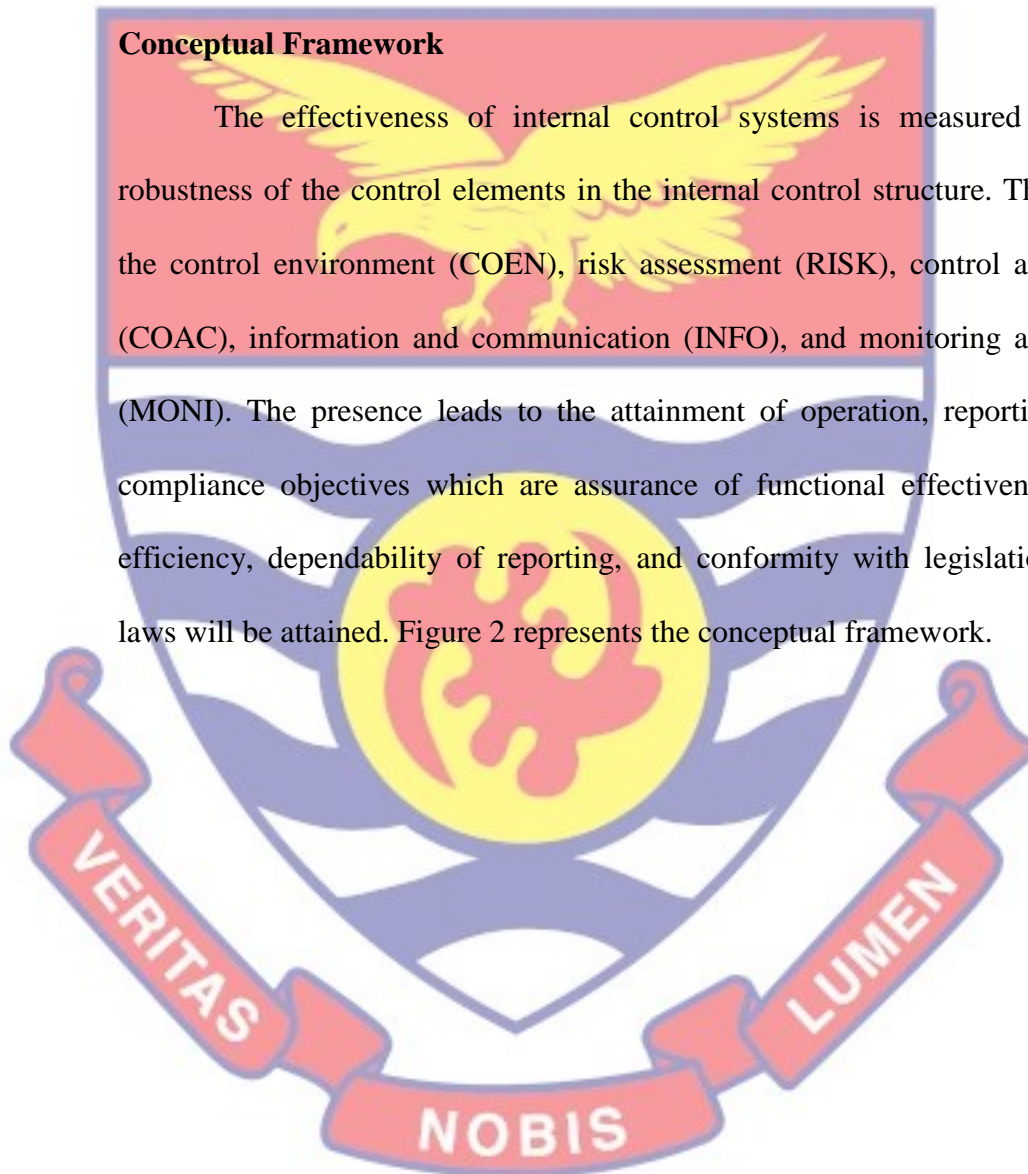 Conceptual Framework
The effectiveness of internal control systems is measured
robustness of the control elements in the internal control structure.
the control environment (COEN), risk assessment (RISK), control
(COAC), information and communication (INFO), and monitoring
(MONI). The presence leads to the attainment of operation,
compliance objectives which are assurance of functional
efficiency, dependability of reporting, and conformity with
laws will be attained. Figure 2 represents the conceptual framework.
VERITAS
NOBIS
LUMEN